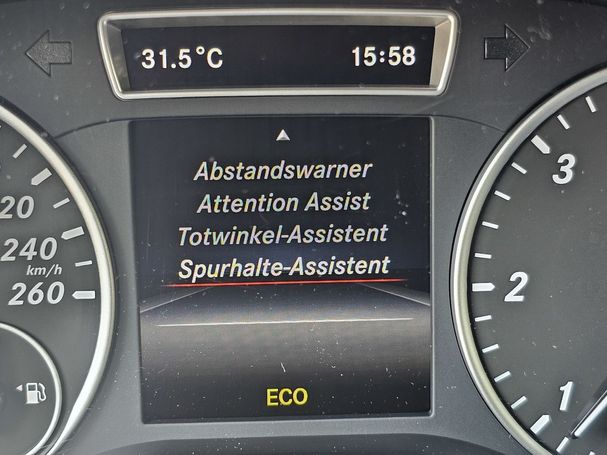 31.5°C 15:58
Abstandswarner
Attention Assist
Totwinkel-Assistent
Spurhalte-Assistent
ECO
20
240
km/h
260
3
2
1